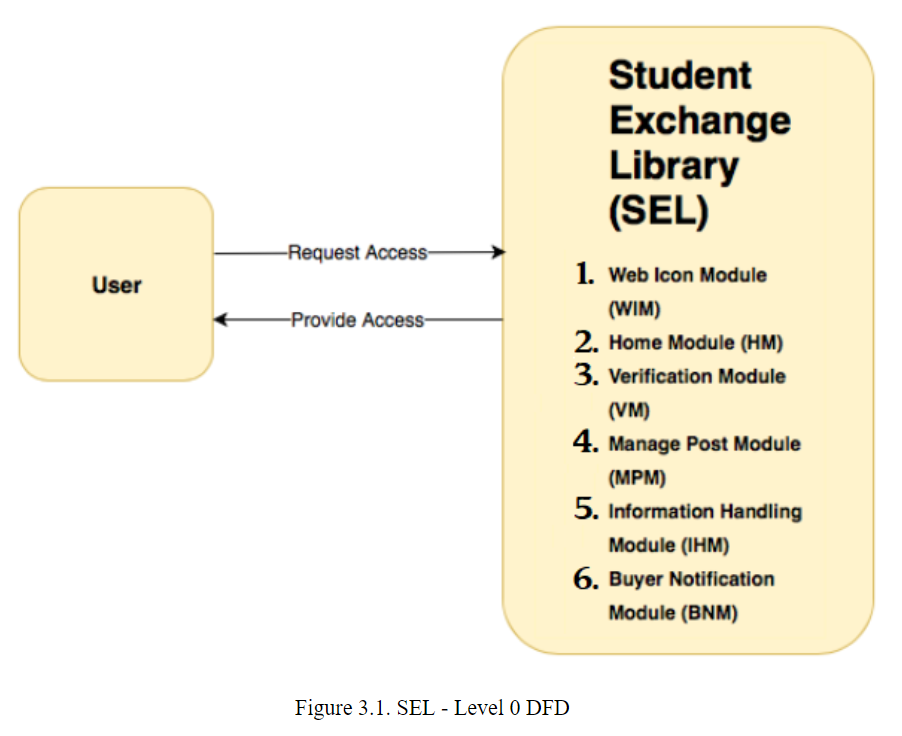 Student
Exchange
Library
(SEL)
User
Request Access
Provide Access
1. Web Icon Module
(WIM)
2. Home Module (HM)
3. Verification Module
(VM)
4. Manage Post Module
(MPM)
5. Information Handling
Module (IHM)
6. Buyer Notification
Module (BNM)
Figure 3.1. SEL - Level 0 DFD